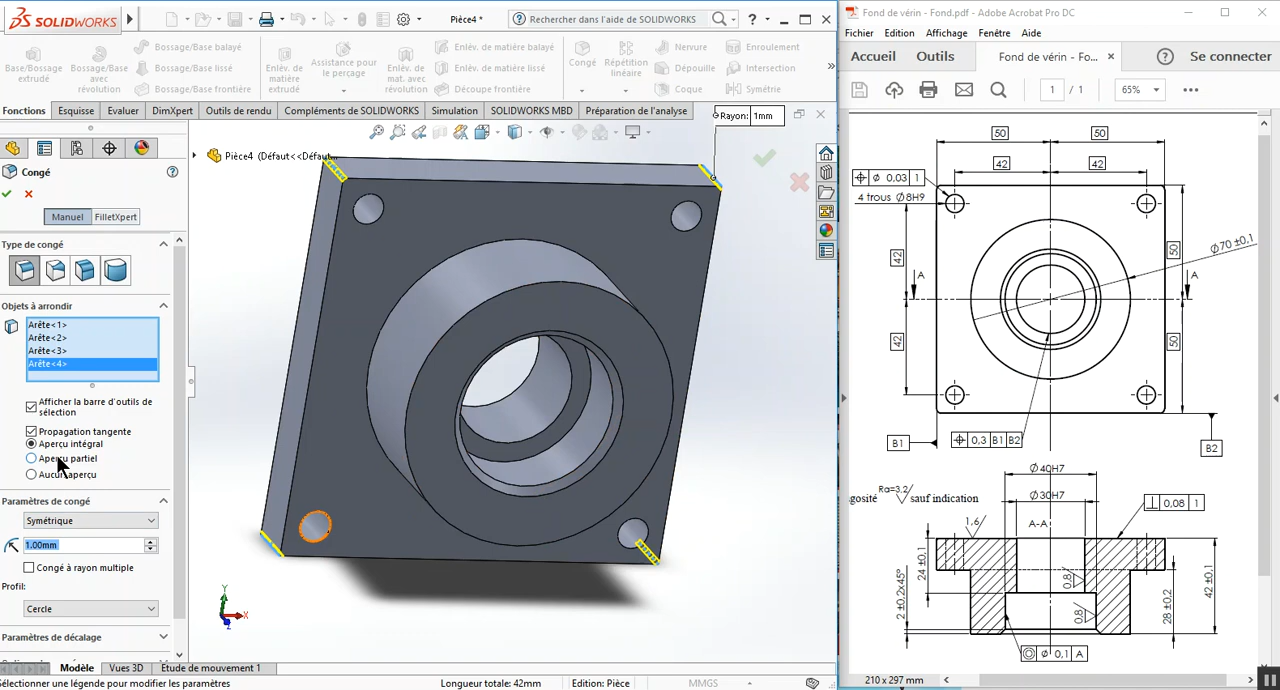 SOLIDWORKS
Pièce4 *
Rechercher dans l'aide de SOLIDWORKS
?
Base/Bossage extrudé
Bossage/Base avec révolution
Bossage/Base balayé
Bossage/Base lissé
Bossage/Base frontière
Enlèv. de matière extrudé
Assistance pour le perçage
Enlèv. de mat. avec révolution
Enlèv. de matière balayé
Enlèv. de matière lissé
Découpe frontière
Congé
Répétition linéaire
Nervure
Dépouille
Coque
Enroulement
Intersection
Symétrie
Fonctions
Esquisse
Evaluer
DimXpert
Outils de rendu
Compléments de SOLIDWORKS
Simulation
SOLIDWORKS MBD
Préparation de l'analyse
Pièce4 (Défaut<<Défaut...
Rayon: 1mm
Congé
Manuel
FilletXpert
Type de congé
Objets à arrondir
Arête<1>
Arête<2>
Arête<3>
Arête<4>
Afficher la barre d'outils de sélection
Propagation tangente
Aperçu intégral
Aperçu partiel
Aucun aperçu
Paramètres de congé
Symétrique
1.00mm
Congé à rayon multiple
Profil:
Cercle
Paramètres de décalage
Y
X
Z
Modèle
Vues 3D
Etude de mouvement 1
Sélectionner une légende pour modifier les paramètres
Longueur totale: 42mm
Edition: Pièce
MMGS
Fond de vérin - Fond.pdf - Adobe Acrobat Pro DC
Fichier Edition Affichage Fenêtre Aide
Accueil
Outils
Fond de vérin - Fo...
Se connecter
1 / 1
65%
50 50
42 42
Ø 0,03 1
4 trous Ø8H9
Ø70 ±0,1
42
50
A A
42
50
B1
0,3 B1 B2
B2
Ø40H7
Ø30H7
Ra=3,2
gosité sauf indication
A-A
0,08 1
1,6
24 ±0,1
0,8
0,8
2 ±0,2x45°
28 ±0,2
42 ±0,1
Ø 0,1 A
210 x 297 mm